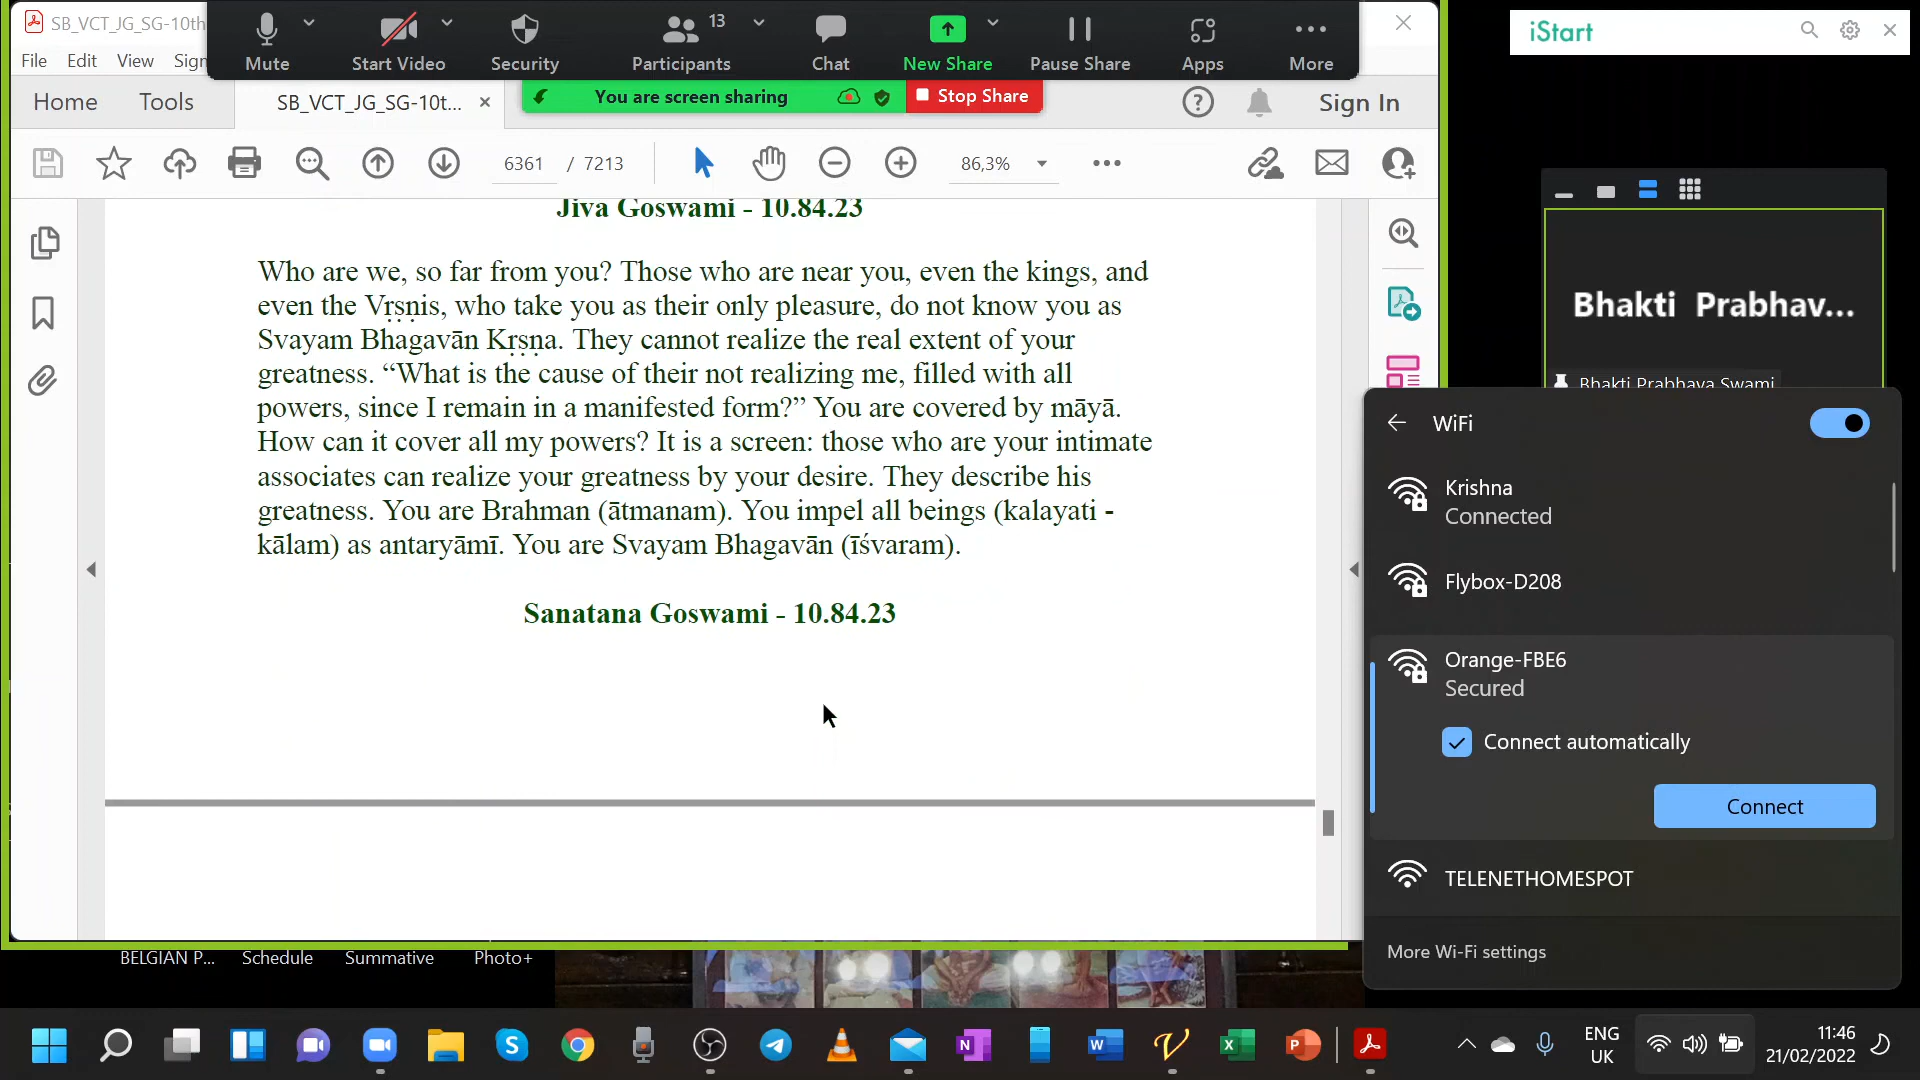 SB_VCT_JG_SG-10th
File Edit View Sign
Mute
Start Video
Security
13
Participants
Chat
New Share
Pause Share
Apps
More
You are screen sharing
Stop Share
Home
Tools
SB_VCT_JG_SG-10t...
Sign In
6361 / 7213
86,3%
Jiva Goswami - 10.84.23
Who are we, so far from you? Those who are near you, even the kings, and
even the Vṛṣṇis, who take you as their only pleasure, do not know you as
Svayam Bhagavān Kṛṣṇa. They cannot realize the real extent of your
greatness. “What is the cause of their not realizing me, filled with all
powers, since I remain in a manifested form?” You are covered by māyā.
How can it cover all my powers? It is a screen: those who are your intimate
associates can realize your greatness by your desire. They describe his
greatness. You are Brahman (ātmanam). You impel all beings (kalayati -
kālam) as antaryāmī. You are Svayam Bhagavān (īśvaram).
Sanatana Goswami - 10.84.23
iStart
Bhakti Prabhav...
Bhakti Prabhava Swami
WiFi
Krishna
Connected
Flybox-D208
Orange-FBE6
Secured
Connect automatically
Connect
TELENETHOMESPOT
More Wi-Fi settings
BELGIAN P...
Schedule
Summative
Photo+
ENG
UK
11:46
21/02/2022